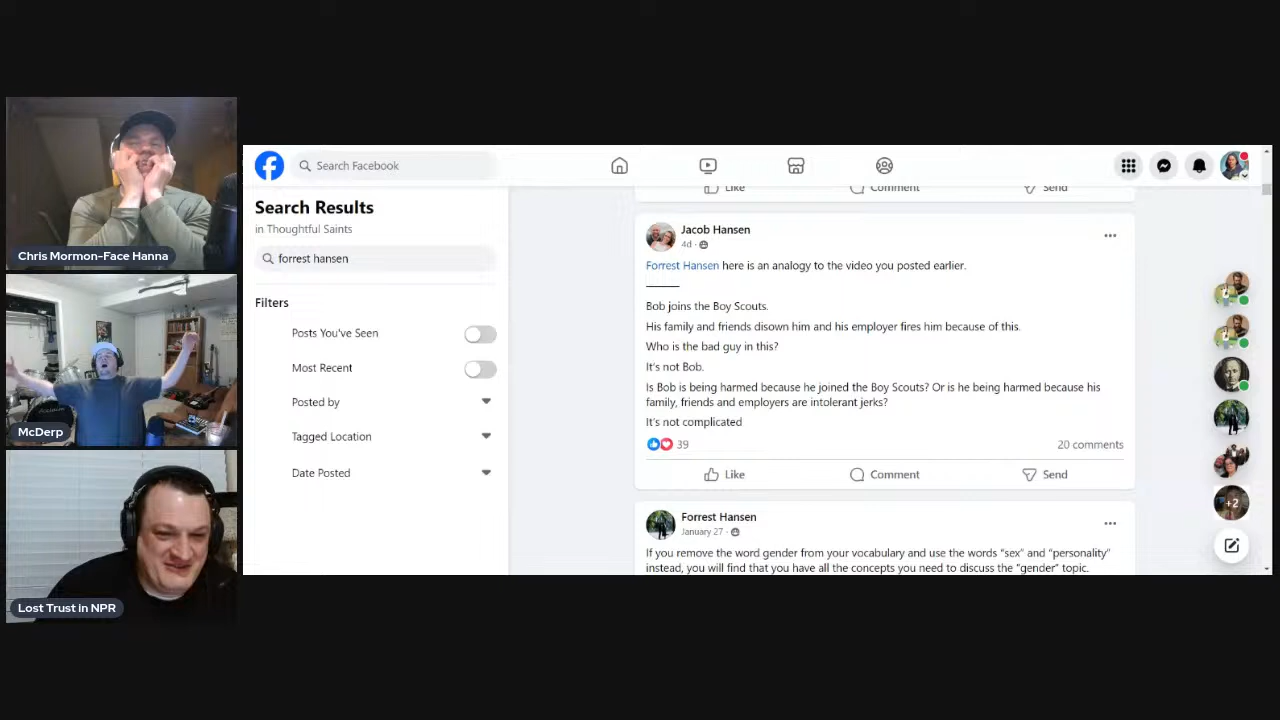 Chris Mormon-Face Hanna
McDerp
Lost Trust in NPR
Search Facebook
Search Results
in Thoughtful Saints
forrest hansen
Filters
Posts You've Seen
Most Recent
Posted by
Tagged Location
Date Posted
Like
Comment
Send
Jacob Hansen
4d
Forrest Hansen here is an analogy to the video you posted earlier.
Bob joins the Boy Scouts.
His family and friends disown him and his employer fires him because of this.
Who is the bad guy in this?
It's not Bob.
Is Bob is being harmed because he joined the Boy Scouts? Or is he being harmed because his
family, friends and employers are intolerant jerks?
It's not complicated
39
20 comments
Like
Comment
Send
Forrest Hansen
January 27
If you remove the word gender from your vocabulary and use the words "sex" and "personality"
instead, you will find that you have all the concepts you need to discuss the "gender" topic.
+2